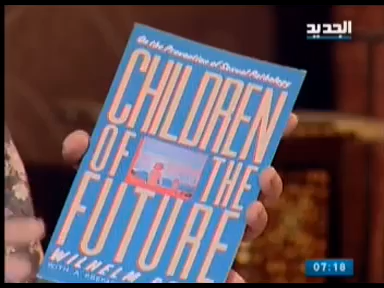 الجديد
On the Prevention of Sexual Pathology
CHILDREN
OF THE
FUTURE
WILHELM
WITH A
07:18